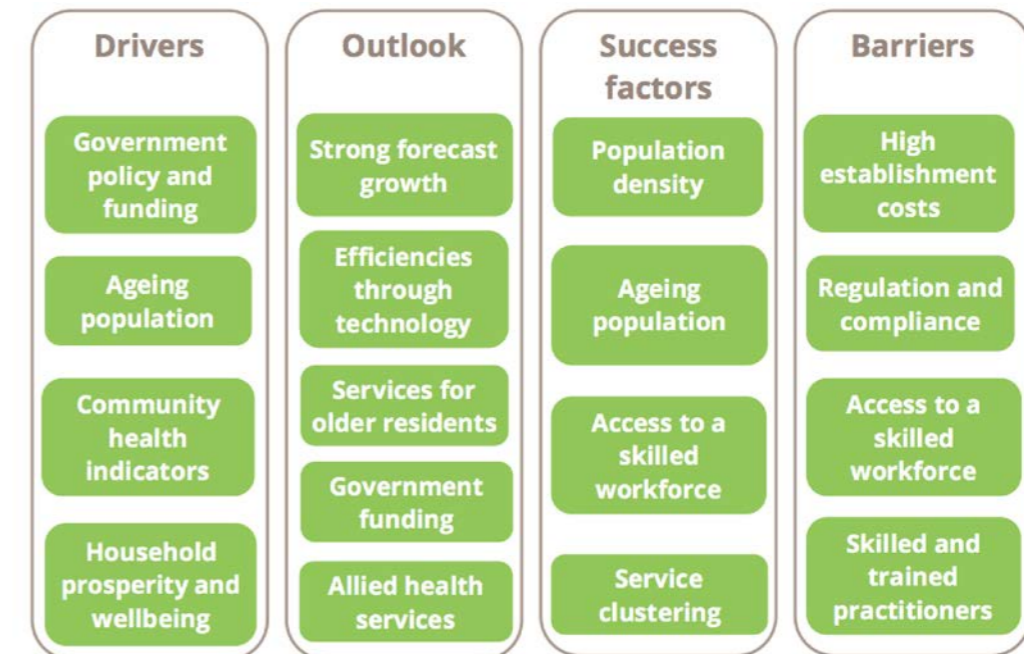 Drivers
Government
policy and
funding
Ageing
population
Community
health
indicators
Household
prosperity and
wellbeing
Outlook
Strong forecast
growth
Efficiencies
through
technology
Services for
older residents
Government
funding
Allied health
services
Success
factors
Population
density
Ageing
population
Access to a
skilled
workforce
Service
clustering
Barriers
High
establishment
costs
Regulation and
compliance
Access to a
skilled
workforce
Skilled and
trained
practitioners